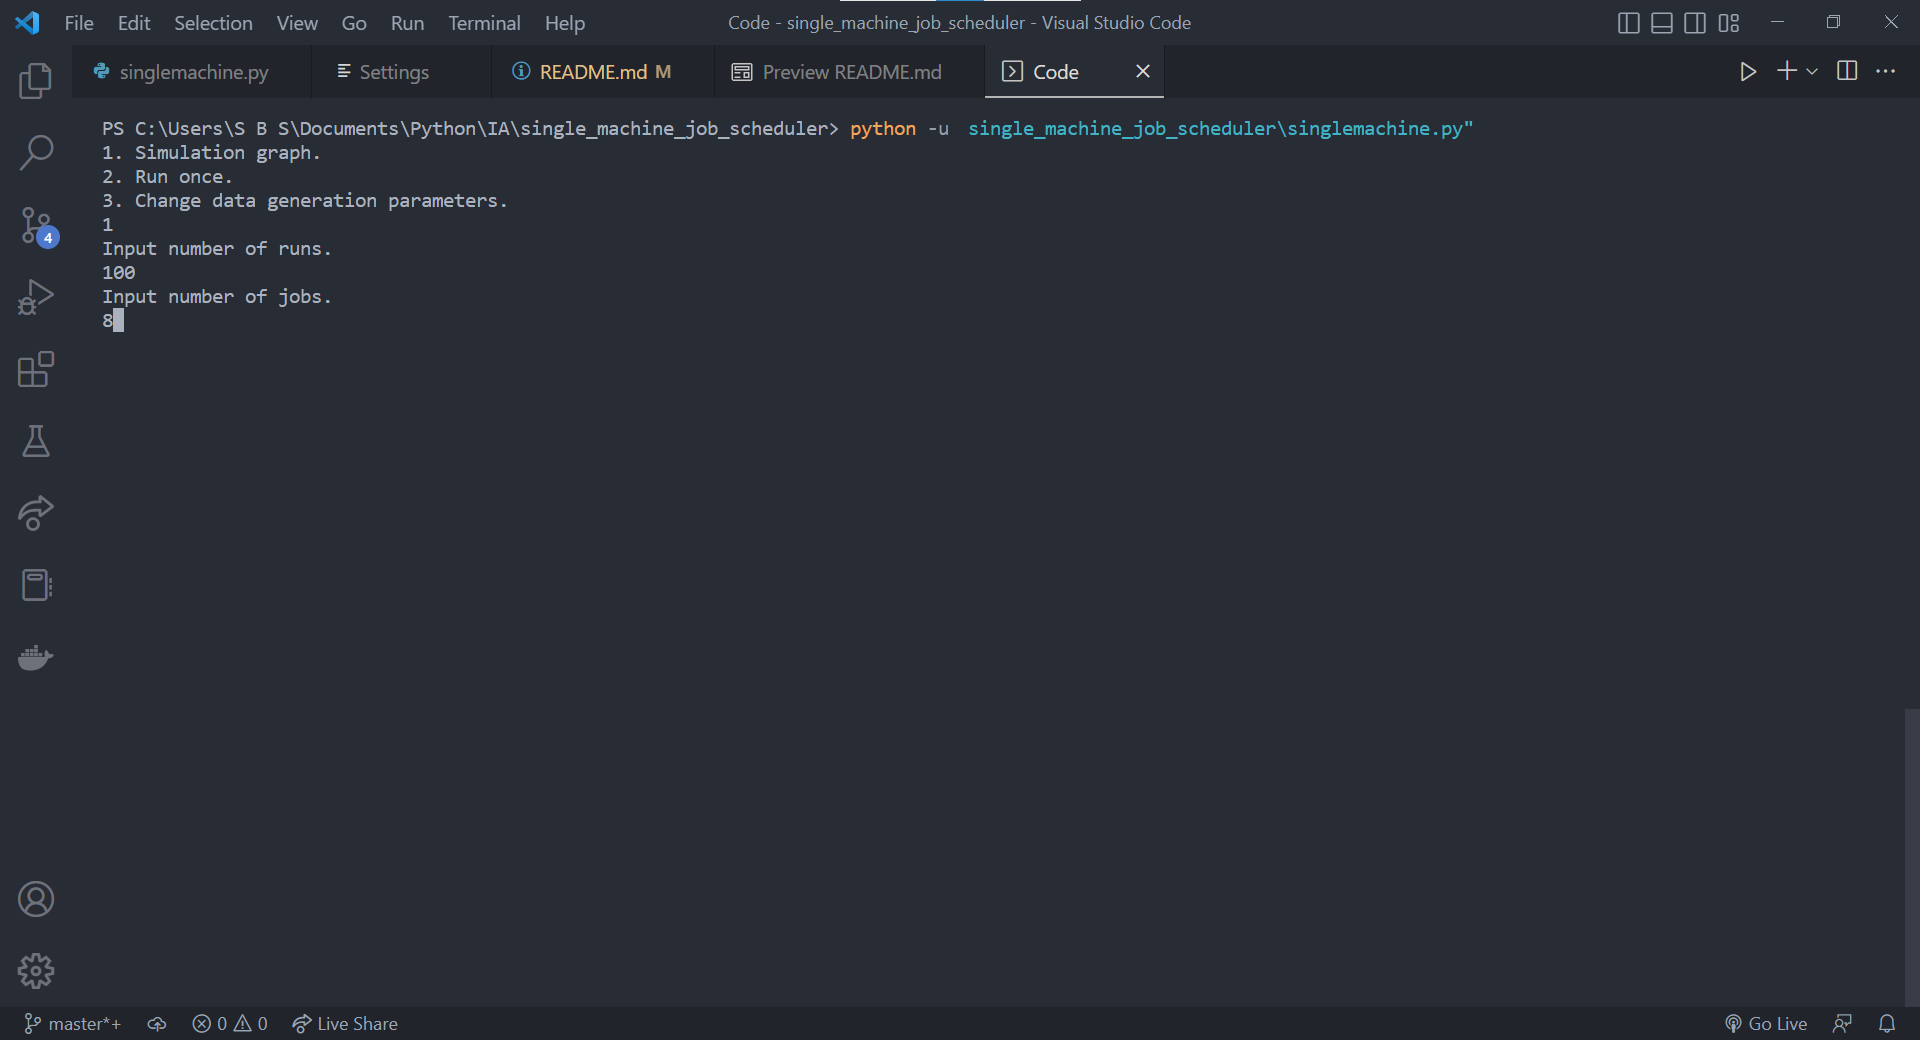 File Edit Selection View Go Run Terminal Help Code - single_machine_job_scheduler - Visual Studio Code
singlemachine.py Settings README.md M Preview README.md Code
PS C:\Users\S B S\Documents\Python\IA\single_machine_job_scheduler> python -u  single_machine_job_scheduler\singlemachine.py"
1. Simulation graph.
2. Run once.
3. Change data generation parameters.
1
Input number of runs.
100
Input number of jobs.
8
4
master*+ 0 0 Live Share Go Live